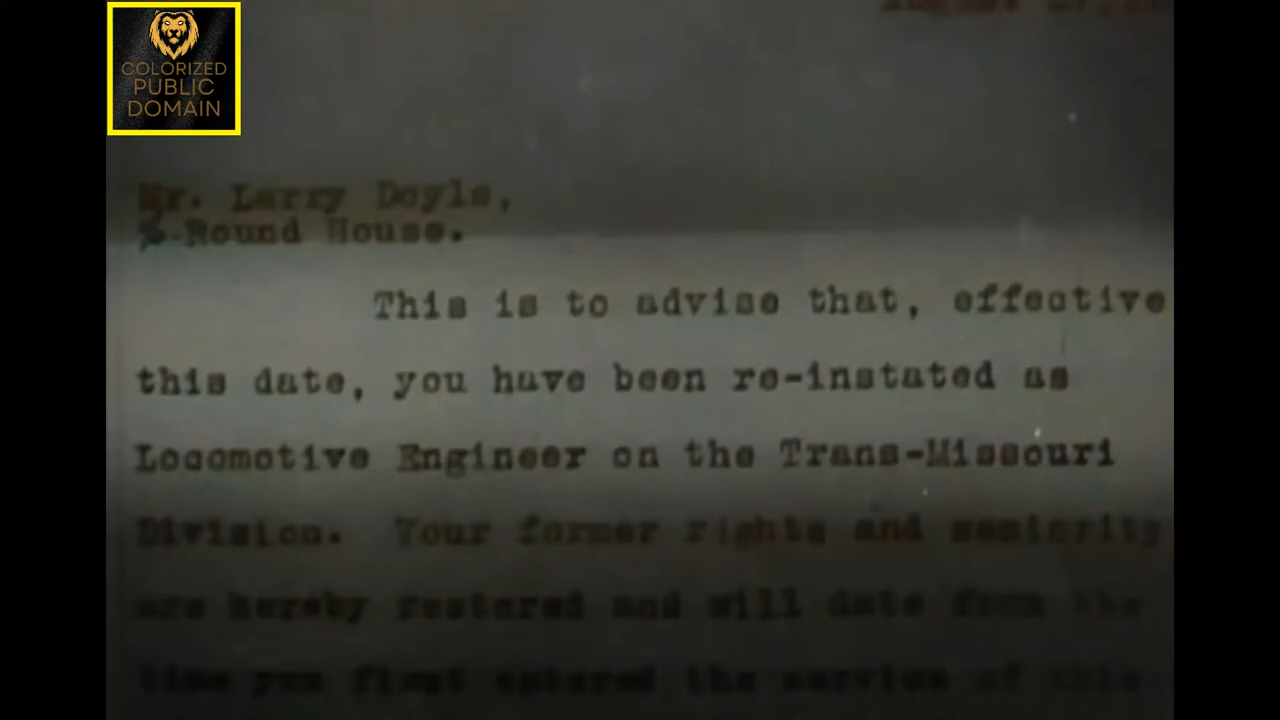 COLORIZED
PUBLIC
DOMAIN
Mr. Larry Doyle,
% Round House.
This is to advise that, effective
this date, you have been re-instated as
Locomotive Engineer on the Trans-Missouri
Division. Your former rights and seniority
are hereby restored and will date from the
time you first entered the service of this